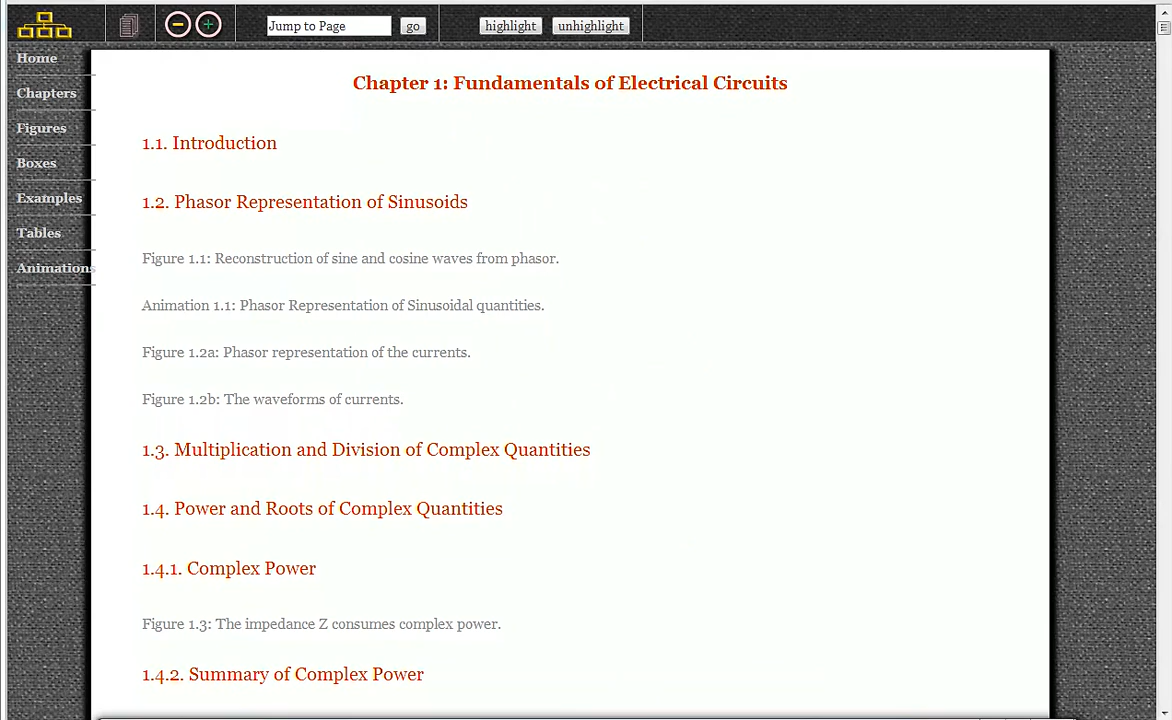 Jump to Page
go
highlight
unhighlight
Home
Chapters
Figures
Boxes
Examples
Tables
Animations
Chapter 1: Fundamentals of Electrical Circuits
1.1. Introduction
1.2. Phasor Representation of Sinusoids
Figure 1.1: Reconstruction of sine and cosine waves from phasor.
Animation 1.1: Phasor Representation of Sinusoidal quantities.
Figure 1.2a: Phasor representation of the currents.
Figure 1.2b: The waveforms of currents.
1.3. Multiplication and Division of Complex Quantities
1.4. Power and Roots of Complex Quantities
1.4.1. Complex Power
Figure 1.3: The impedance Z consumes complex power.
1.4.2. Summary of Complex Power